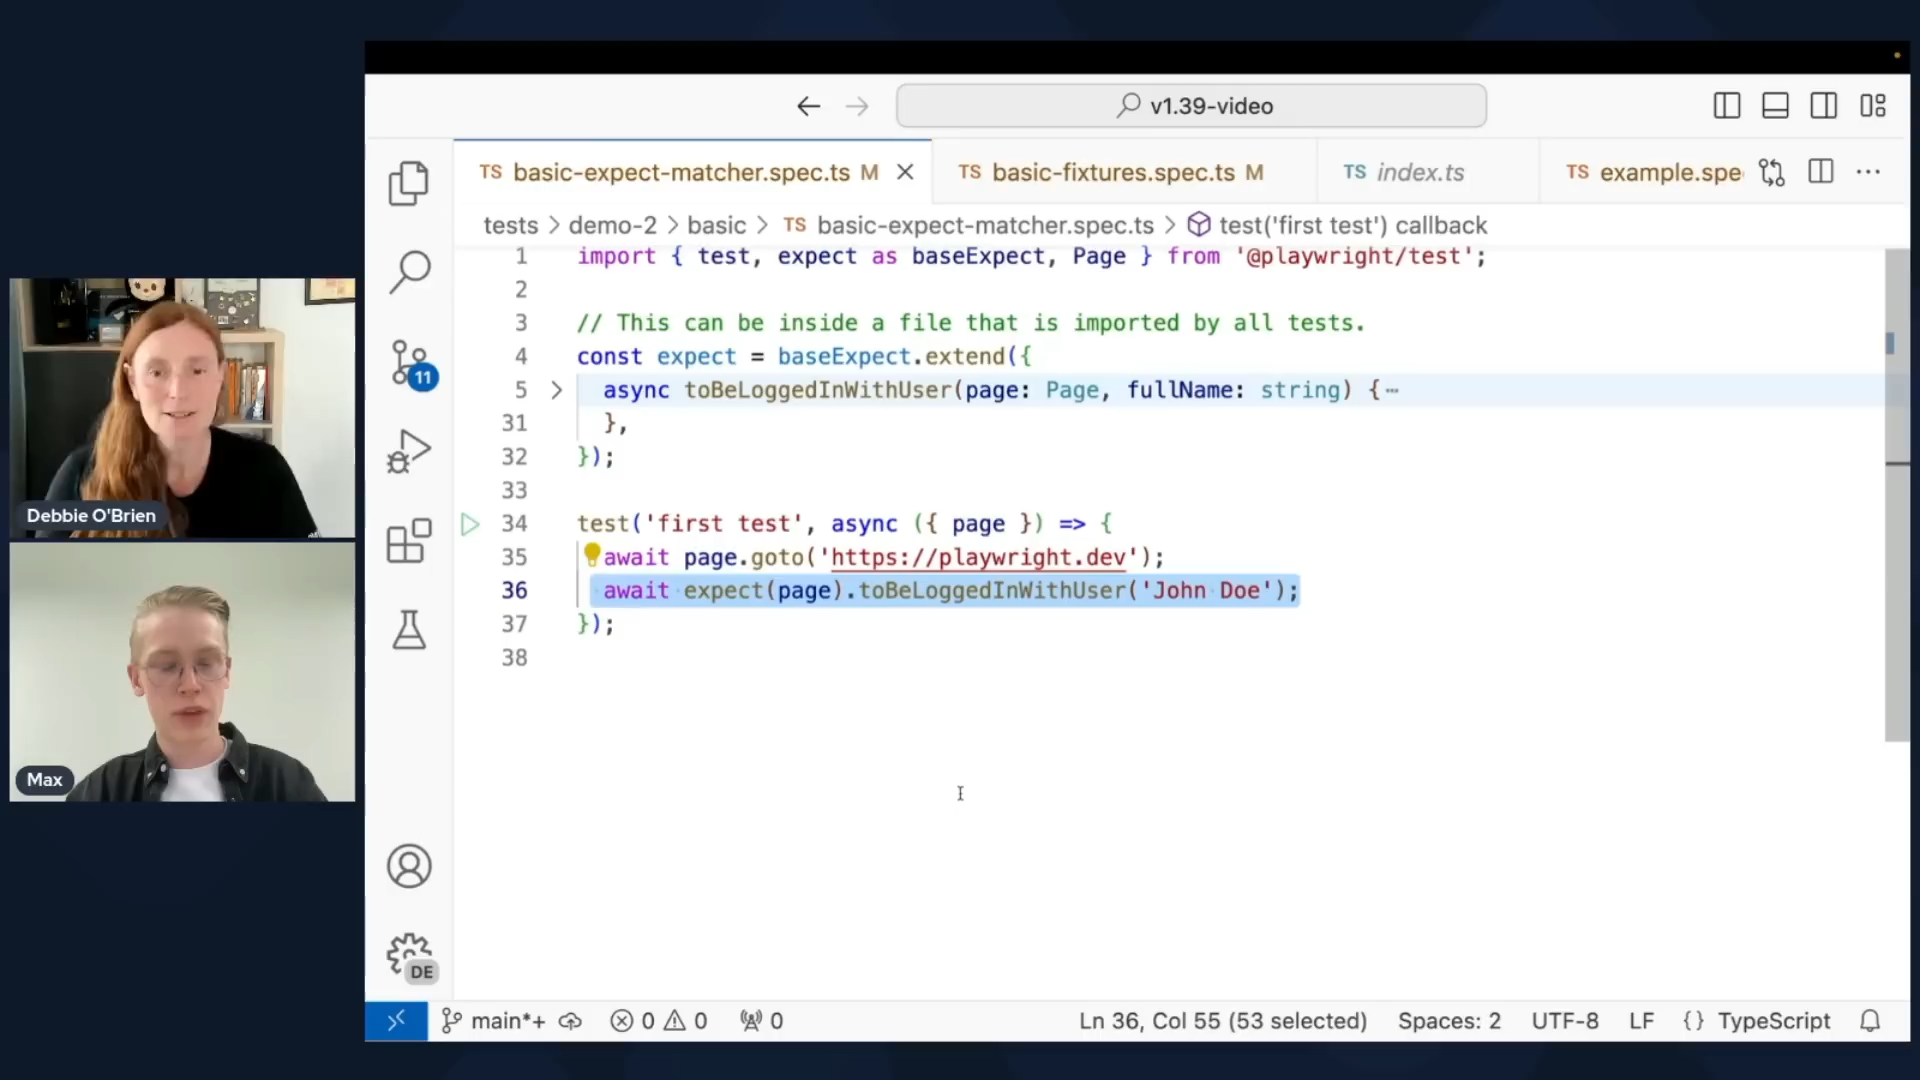 v1.39-video
TS basic-expect-matcher.spec.ts M
TS basic-fixtures.spec.ts M
TS index.ts
TS example.spe
tests > demo-2 > basic > TS basic-expect-matcher.spec.ts > test('first test') callback
1 import { test, expect as baseExpect, Page } from '@playwright/test';
2
3 // This can be inside a file that is imported by all tests.
4 const expect = baseExpect.extend({
5 async toBeLoggedInWithUser(page: Page, fullName: string) {…
31 },
32 });
33
34 test('first test', async ({ page }) => {
35 await page.goto('https://playwright.dev');
36 await expect(page).toBeLoggedInWithUser('John Doe');
37 });
38
11
Debbie O'Brien
Max
DE
main*+ 0 0 0
Ln 36, Col 55 (53 selected) Spaces: 2 UTF-8 LF {} TypeScript